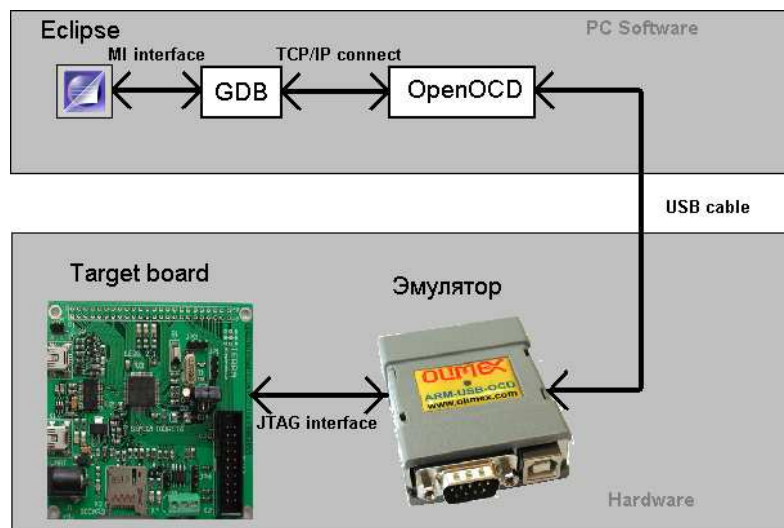 Eclipse
PC Software
MI interface
TCP/IP connect
GDB
OpenOCD
USB cable
Target board
Эмулятор
OLIMEX
ARM-USB-OCD
www.olimex.com
JTAG interface
Hardware